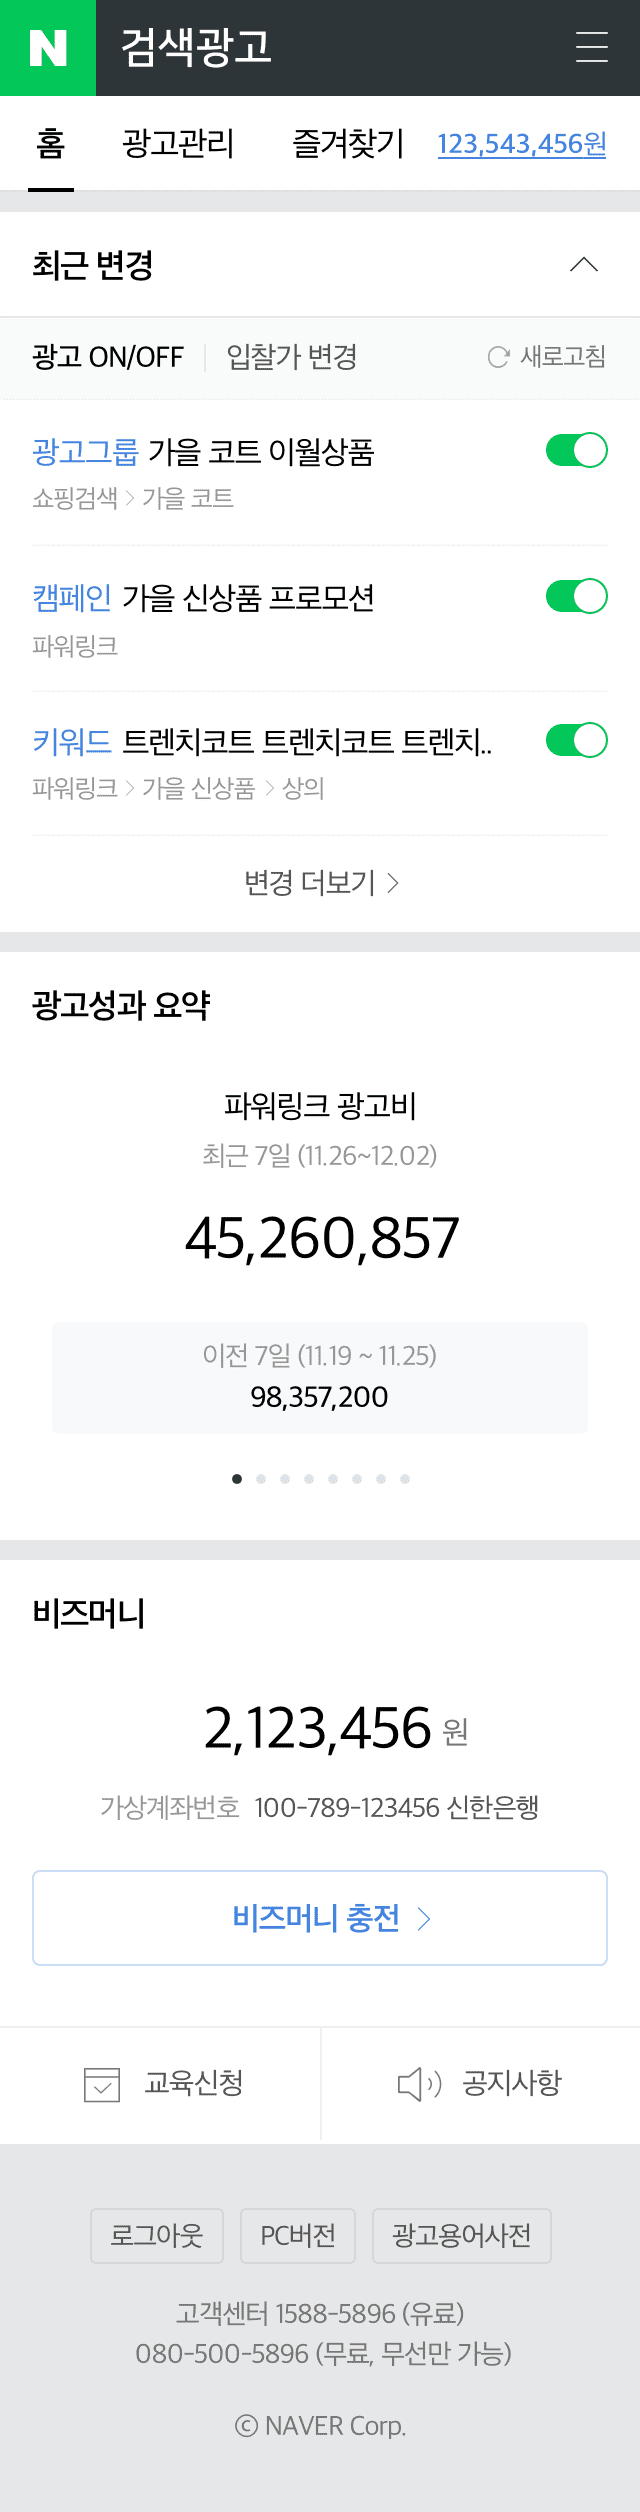 N 검색광고
홈 광고관리 즐겨찾기 123,543,456원
최근 변경
광고 ON/OFF 입찰가 변경 새로고침
광고그룹 가을 코트 이월상품
쇼핑검색 > 가을 코트
캠페인 가을 신상품 프로모션
파워링크
키워드 트렌치코트 트렌치코트 트렌치..
파워링크 > 가을 신상품 > 상의
변경 더보기 >
광고성과 요약
파워링크 광고비
최근 7일 (11.26~12.02)
45,260,857
이전 7일 (11.19 ~ 11.25)
98,357,200
비즈머니
2,123,456 원
가상계좌번호 100-789-123456 신한은행
비즈머니 충전 >
교육신청 공지사항
로그아웃 PC버전 광고용어사전
고객센터 1588-5896 (유료)
080-500-5896 (무료, 무선만 가능)
ⓒ NAVER Corp.